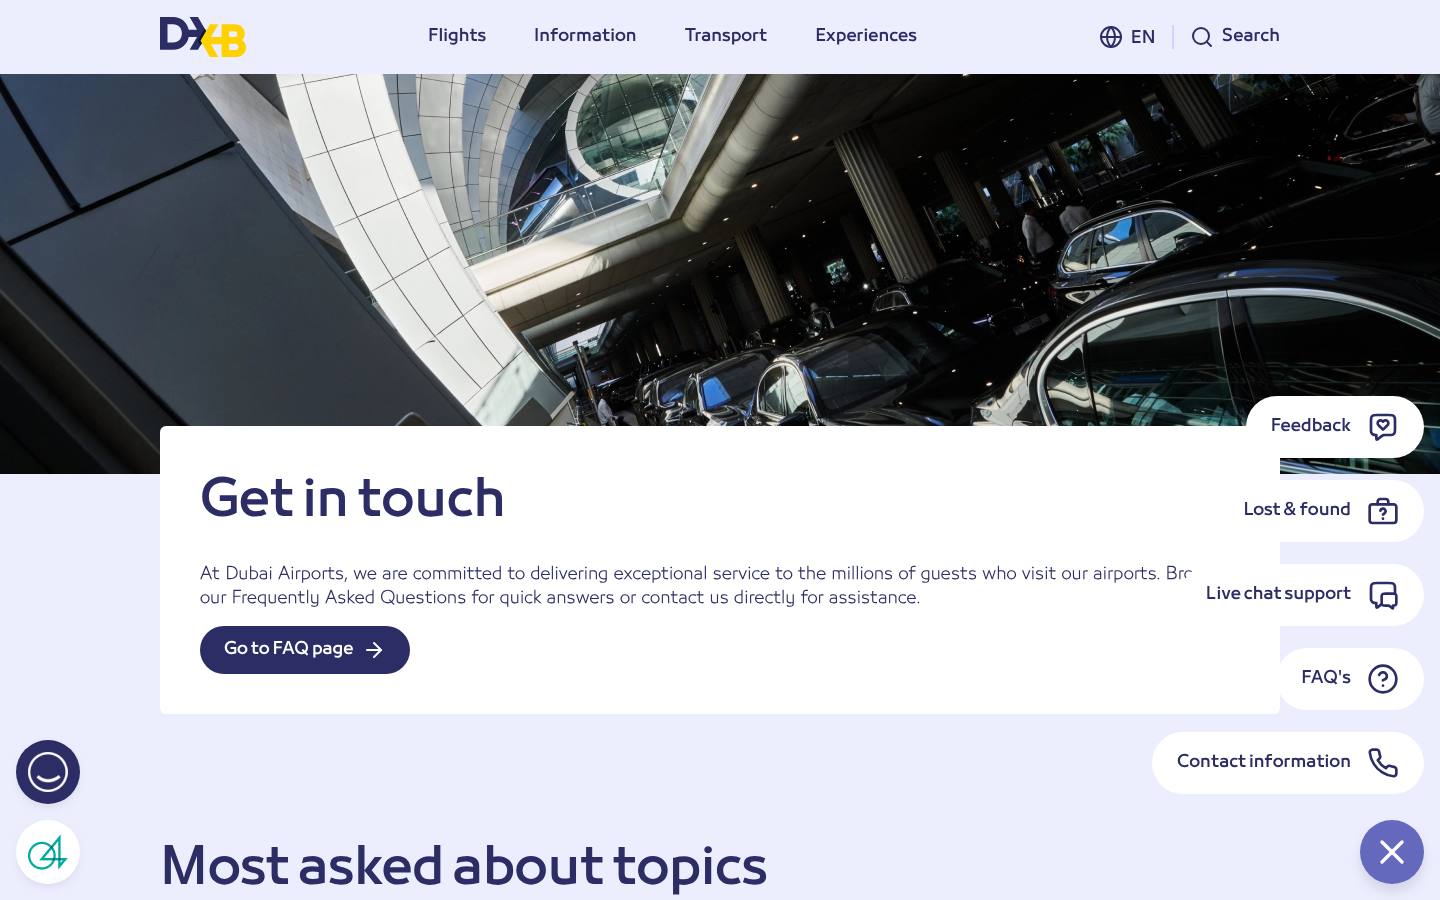 DXB
Flights
Information
Transport
Experiences
EN
Search
Feedback
Get in touch
Lost & found
At Dubai Airports, we are committed to delivering exceptional service to the millions of guests who visit our airports.
our Frequently Asked Questions for quick answers or contact us directly for assistance.
Live chat support
Go to FAQ page
FAQ's
Contact information
Most asked about topics